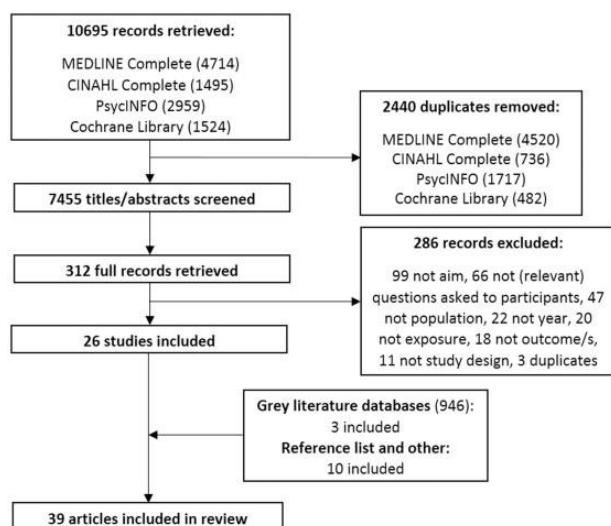 10695 records retrieved:
MEDLINE Complete (4714)
CINAHL Complete (1495)
PsycINFO (2959)
Cochrane Library (1524)
2440 duplicates removed:
MEDLINE Complete (4520)
CINAHL Complete (736)
PsycINFO (1717)
Cochrane Library (482)
7455 titles/abstracts screened
312 full records retrieved
286 records excluded:
99 not aim, 66 not (relevant)
questions asked to participants, 47
not population, 22 not year, 20
not exposure, 18 not outcome/s,
11 not study design, 3 duplicates
26 studies included
Grey literature databases (946):
3 included
Reference list and other:
10 included
39 articles included in review